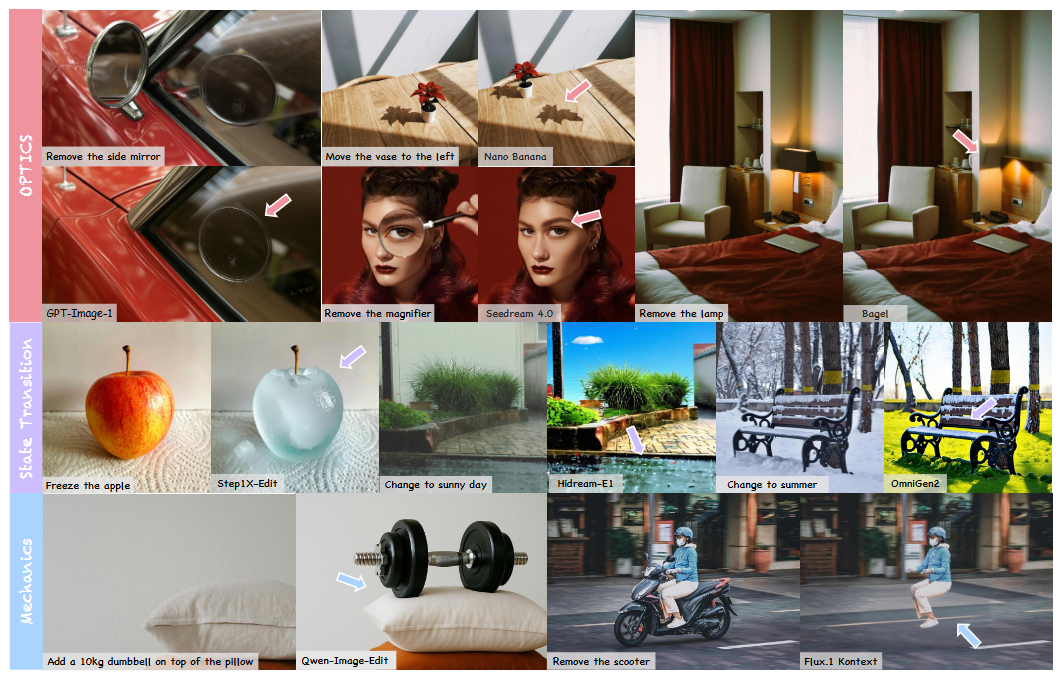 OPTICS
Remove the side mirror
Move the vase to the left
Nano Banana
GPT-Image-1
Remove the magnifier
Seedream 4.0
Remove the lamp
Bagel
State Transition
Freeze the apple
Step1X-Edit
Change to sunny day
Hidream-E1
Change to summer
OmniGen2
Mechanics
Add a 10kg dumbbell on top of the pillow
Qwen-Image-Edit
Remove the scooter
Flux.1 Kontext